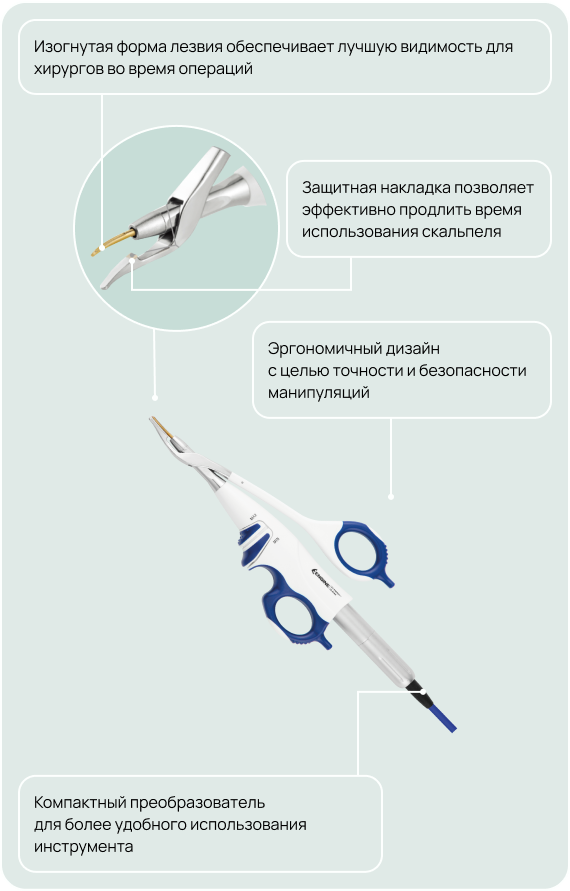 Изогнутая форма лезвия обеспечивает лучшую видимость для
хирургов во время операций
Защитная накладка позволяет
эффективно продлить время
использования скальпеля
Эргономичный дизайн
с целью точности и безопасности
манипуляций
Компактный преобразователь
для более удобного использования
инструмента